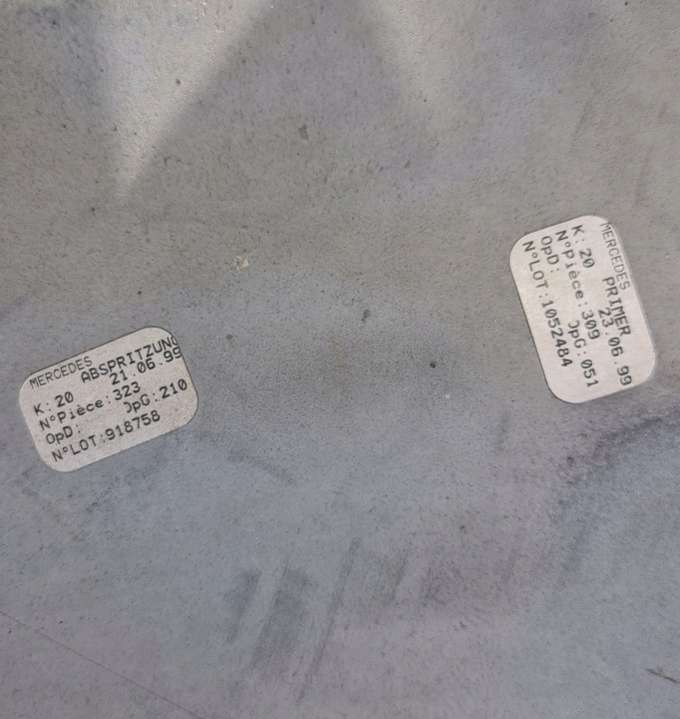 MERCEDES
ABSPRITZUNG
K: 20 21.06.99
N°Pièce:323
OpD: OpG:210
N°LOT:918758
MERCEDES
PRIMER
K: 20 23.06.99
N°Pièce:309
OpD: OpG:051
N°LOT:1052484